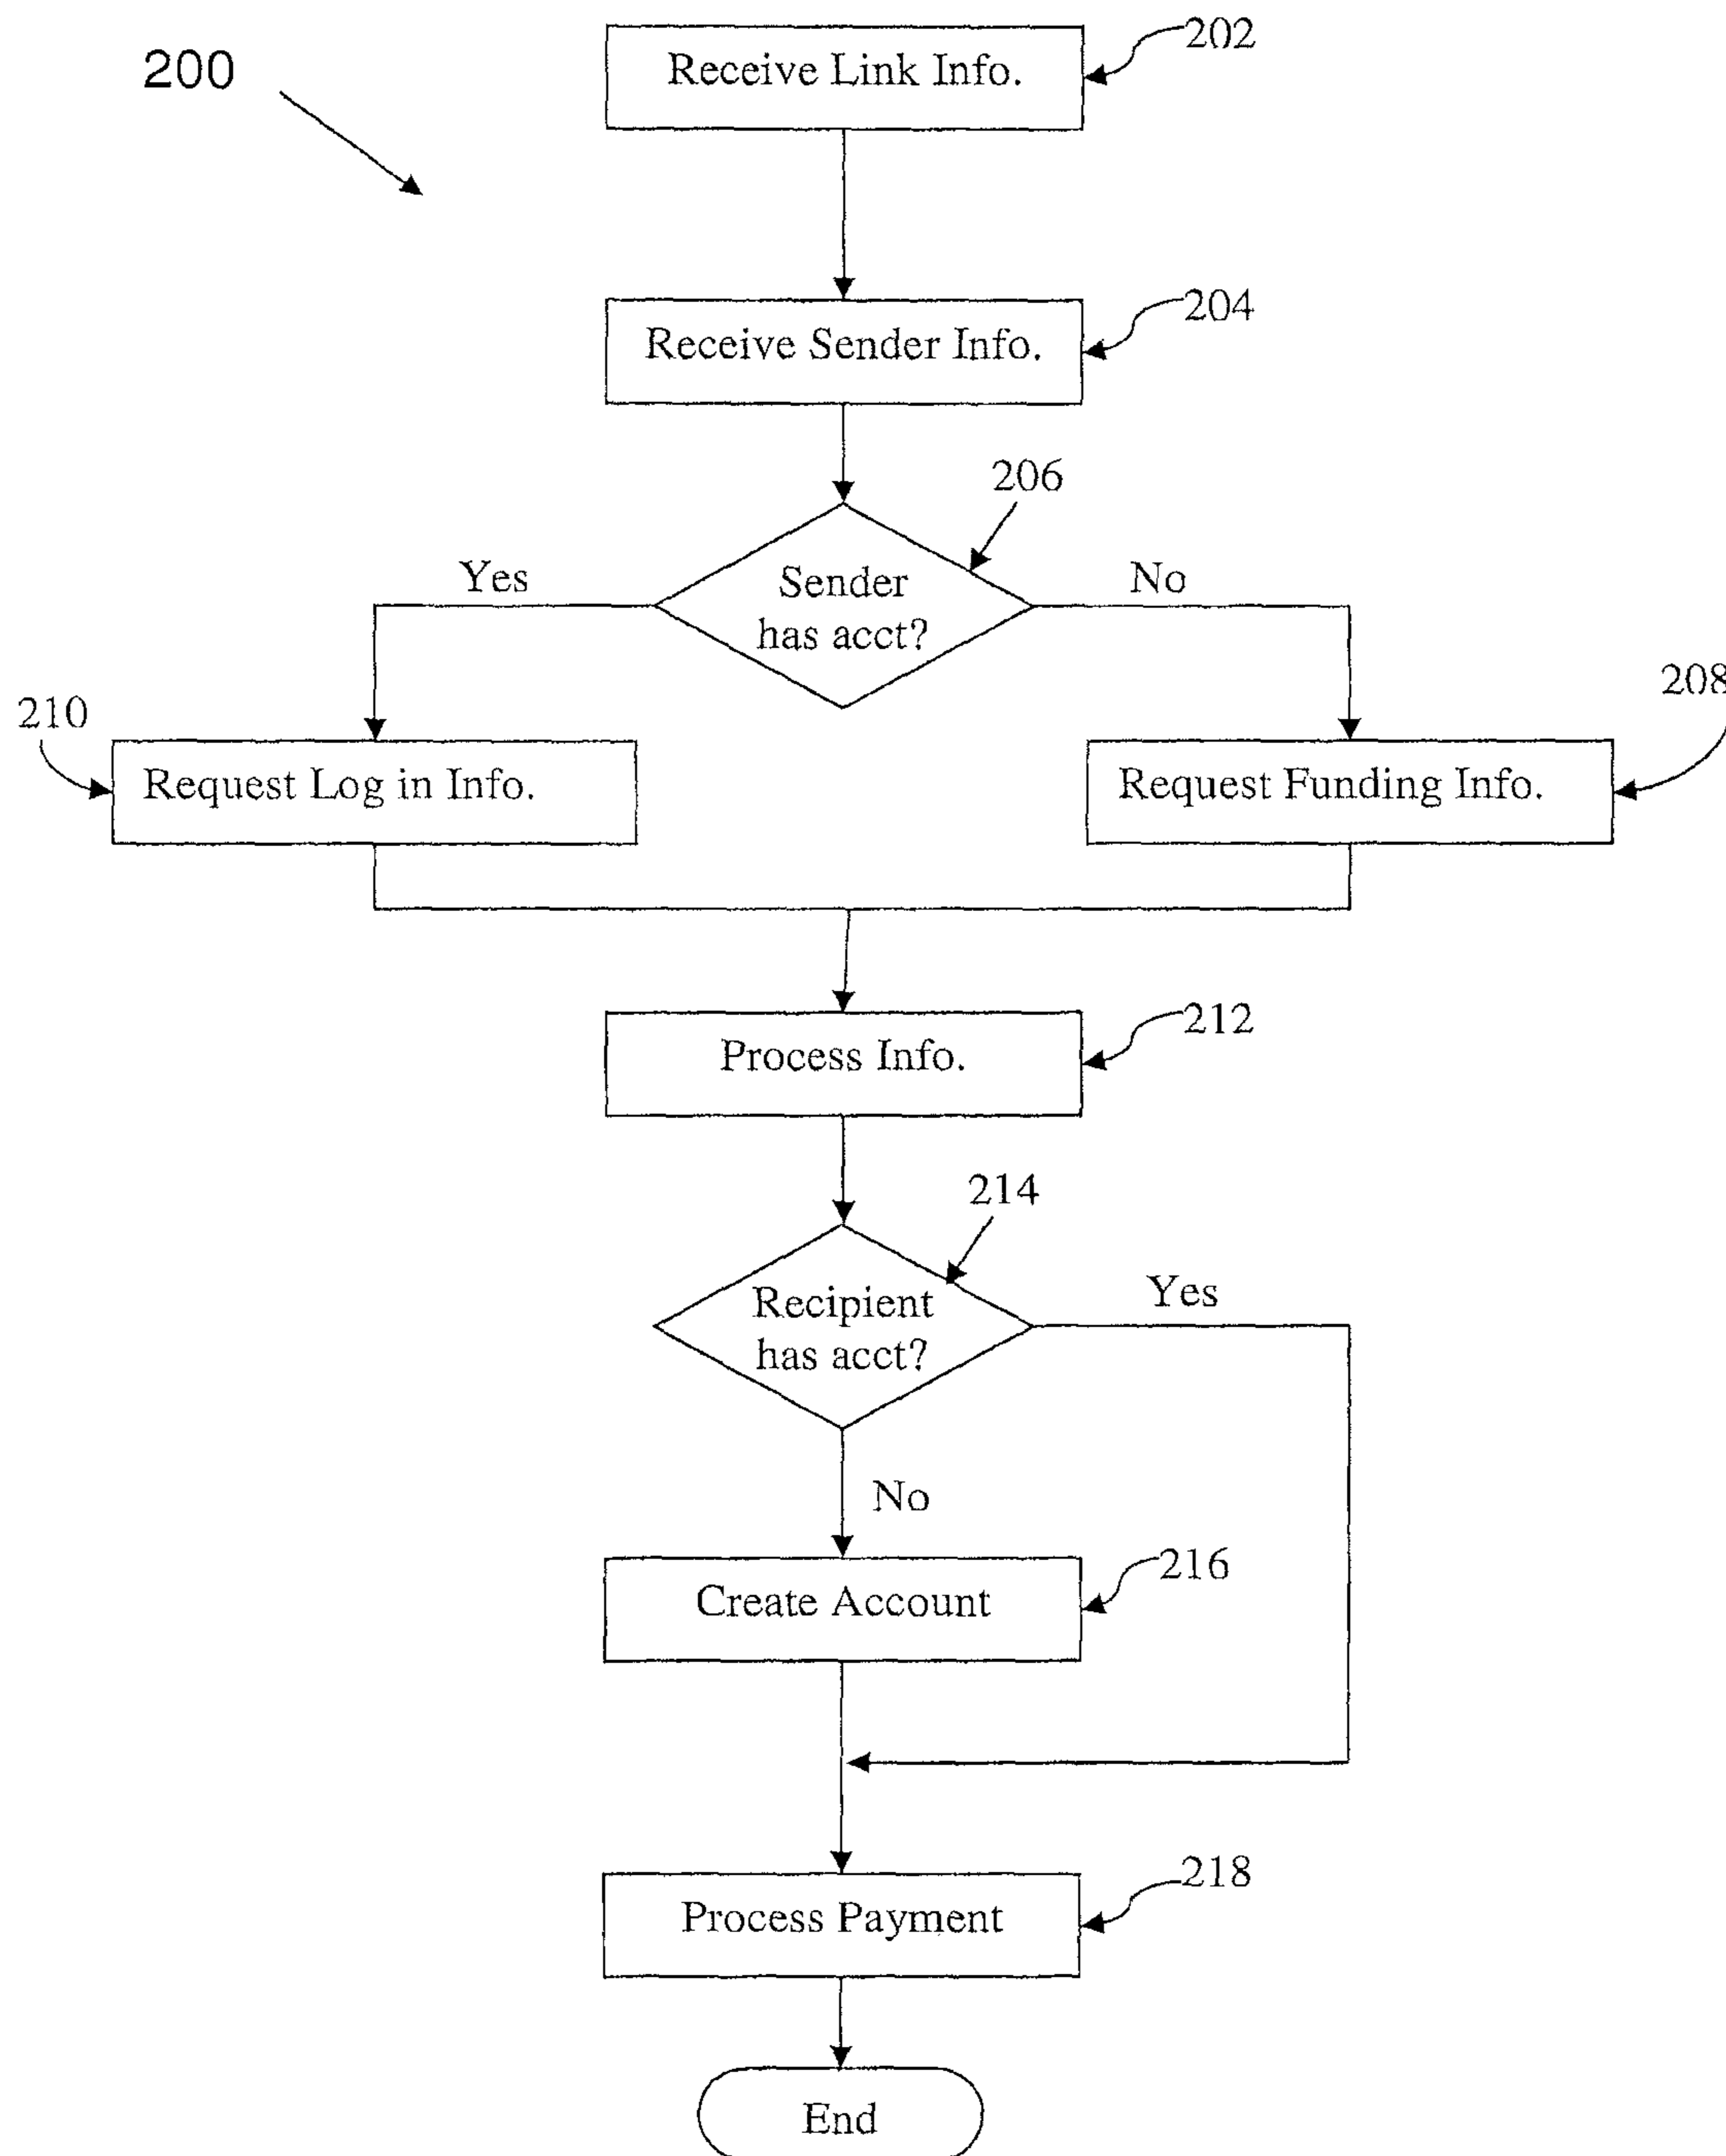 200
Receive Link Info.
202
Receive Sender Info.
204
206
Yes
Sender
has acct?
No
210
208
Request Log in Info.
Request Funding Info.
Process Info.
212
214
Recipient
has acct?
Yes
No
Create Account
216
Process Payment
218
End